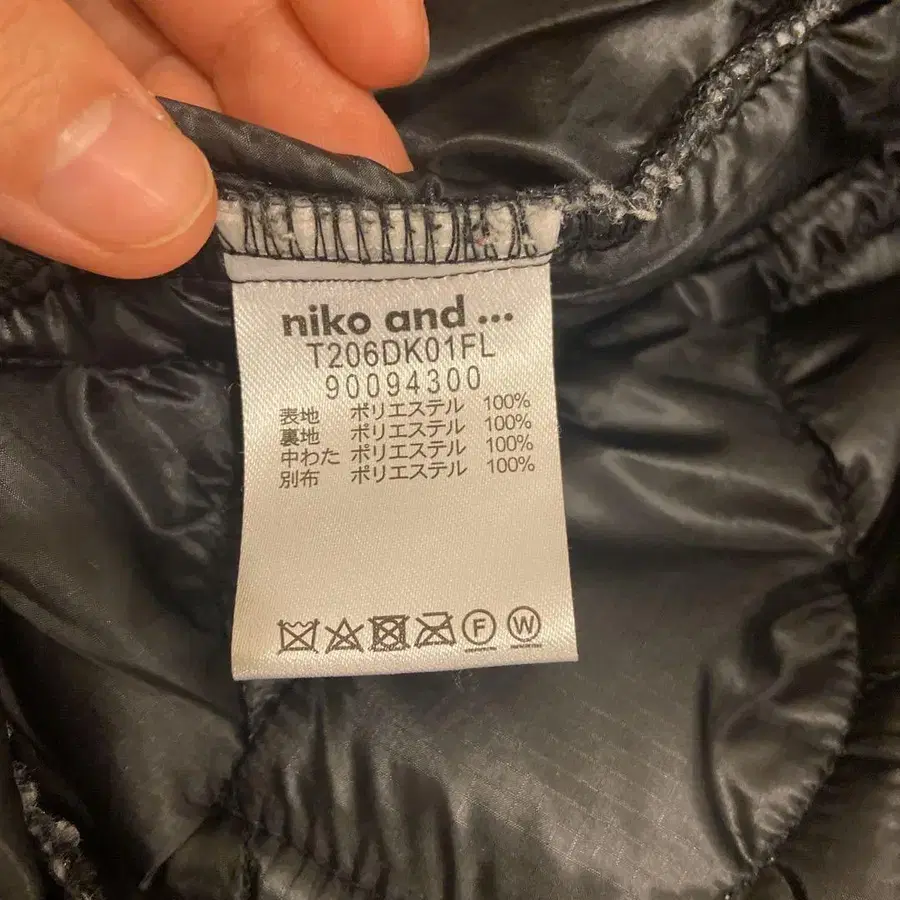 niko and ...
T206DK01FL
90094300
表地 ポリエステル 100%
裏地 ポリエステル 100%
中わた ポリエステル 100%
別布 ポリエステル 100%
F
W